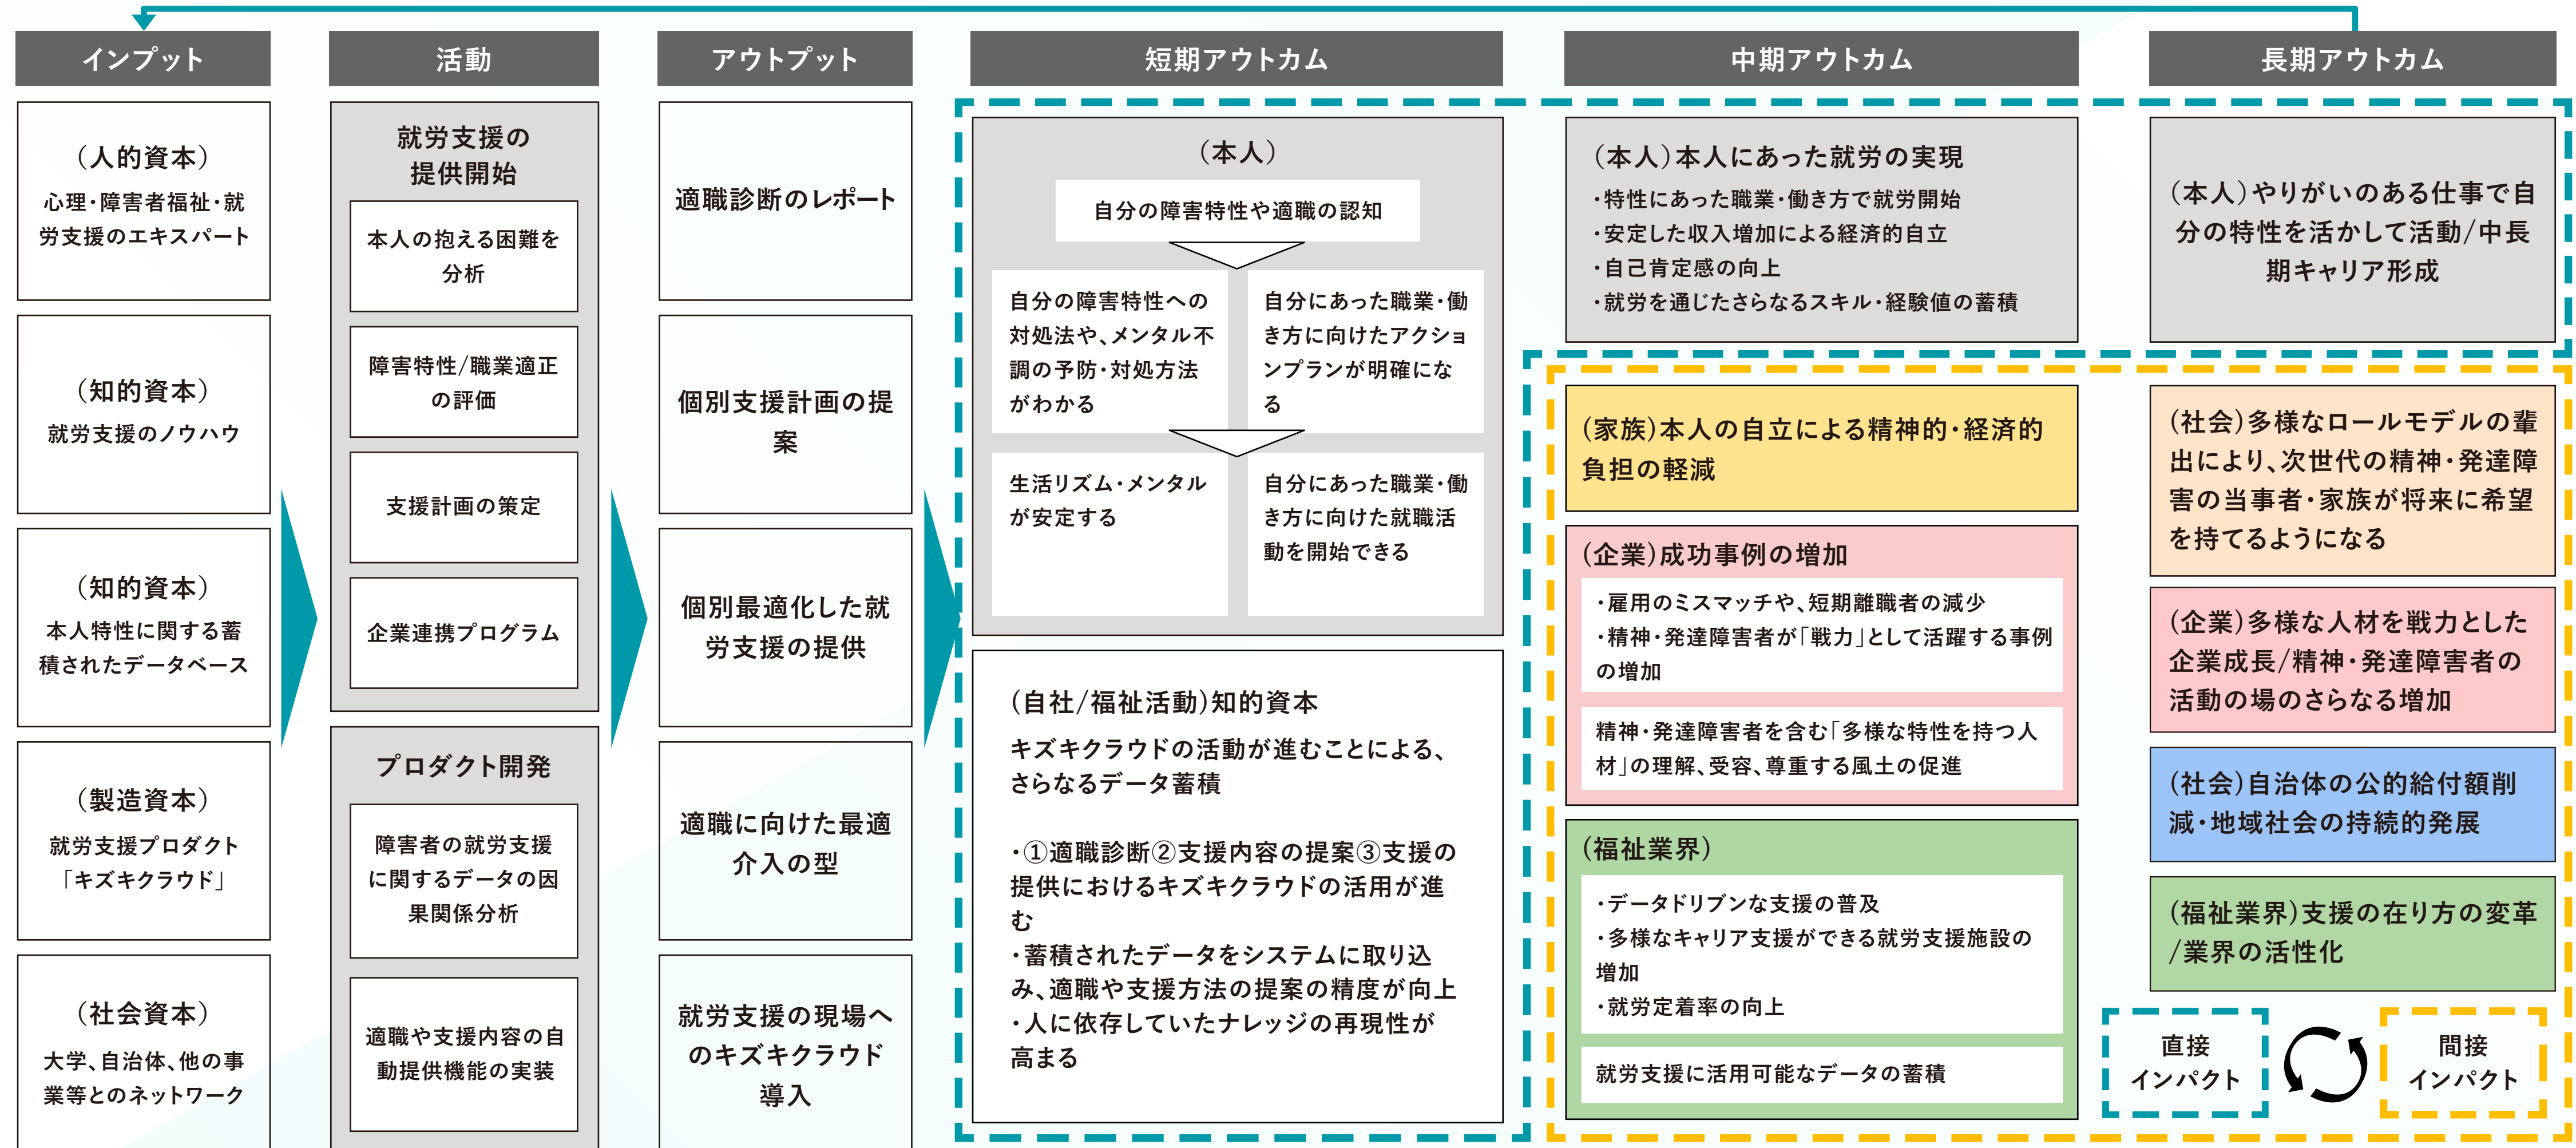 インプット
（人的資本）
心理・障害者福祉・就
労支援のエキスパート
（知的資本）
就労支援のノウハウ
（知的資本）
本人特性に関する蓄
積されたデータベース
（製造資本）
就労支援プロダクト
「キズキクラウド」
（社会資本）
大学、自治体、他の事
業等とのネットワーク
活動
就労支援の
提供開始
本人の抱える困難を
分析
障害特性/職業適正
の評価
支援計画の策定
企業連携プログラム
プロダクト開発
障害者の就労支援
に関するデータの因
果関係分析
適職や支援内容の自
動提供機能の実装
アウトプット
適職診断のレポート
個別支援計画の提
案
個別最適化した就
労支援の提供
適職に向けた最適
介入の型
就労支援の現場へ
のキズキクラウド
導入
短期アウトカム
（本人）
自分の障害特性や適職の認知
自分の障害特性への
対処法や、メンタル不
調の予防・対処方法
がわかる
自分にあった職業・働
き方に向けたアクショ
ンプランが明確にな
る
生活リズム・メンタル
が安定する
自分にあった職業・働
き方に向けた就職活
動を開始できる
（自社/福祉活動）知的資本
キズキクラウドの活動が進むことによる、
さらなるデータ蓄積
・①適職診断②支援内容の提案③支援の
提供におけるキズキクラウドの活用が進
む
・蓄積されたデータをシステムに取り込
み、適職や支援方法の提案の精度が向上
・人に依存していたナレッジの再現性が
高まる
中期アウトカム
（本人）本人にあった就労の実現
・特性にあった職業・働き方で就労開始
・安定した収入増加による経済的自立
・自己肯定感の向上
・就労を通じたさらなるスキル・経験値の蓄積
（家族）本人の自立による精神的・経済的
負担の軽減
（企業）成功事例の増加
・雇用のミスマッチや、短期離職者の減少
・精神・発達障害者が「戦力」として活躍する事例
の増加
精神・発達障害者を含む「多様な特性を持つ人
材」の理解、受容、尊重する風土の促進
（福祉業界）
・データドリブンな支援の普及
・多様なキャリア支援ができる就労支援施設の
増加
・就労定着率の向上
就労支援に活用可能なデータの蓄積
長期アウトカム
（本人）やりがいのある仕事で自
分の特性を活かして活動/中長
期キャリア形成
（社会）多様なロールモデルの輩
出により、次世代の精神・発達障
害の当事者・家族が将来に希望
を持てるようになる
（企業）多様な人材を戦力とした
企業成長/精神・発達障害者の
活動の場のさらなる増加
（社会）自治体の公的給付額削
減・地域社会の持続的発展
（福祉業界）支援の在り方の変革
/業界の活性化
直接
インパクト
間接
インパクト